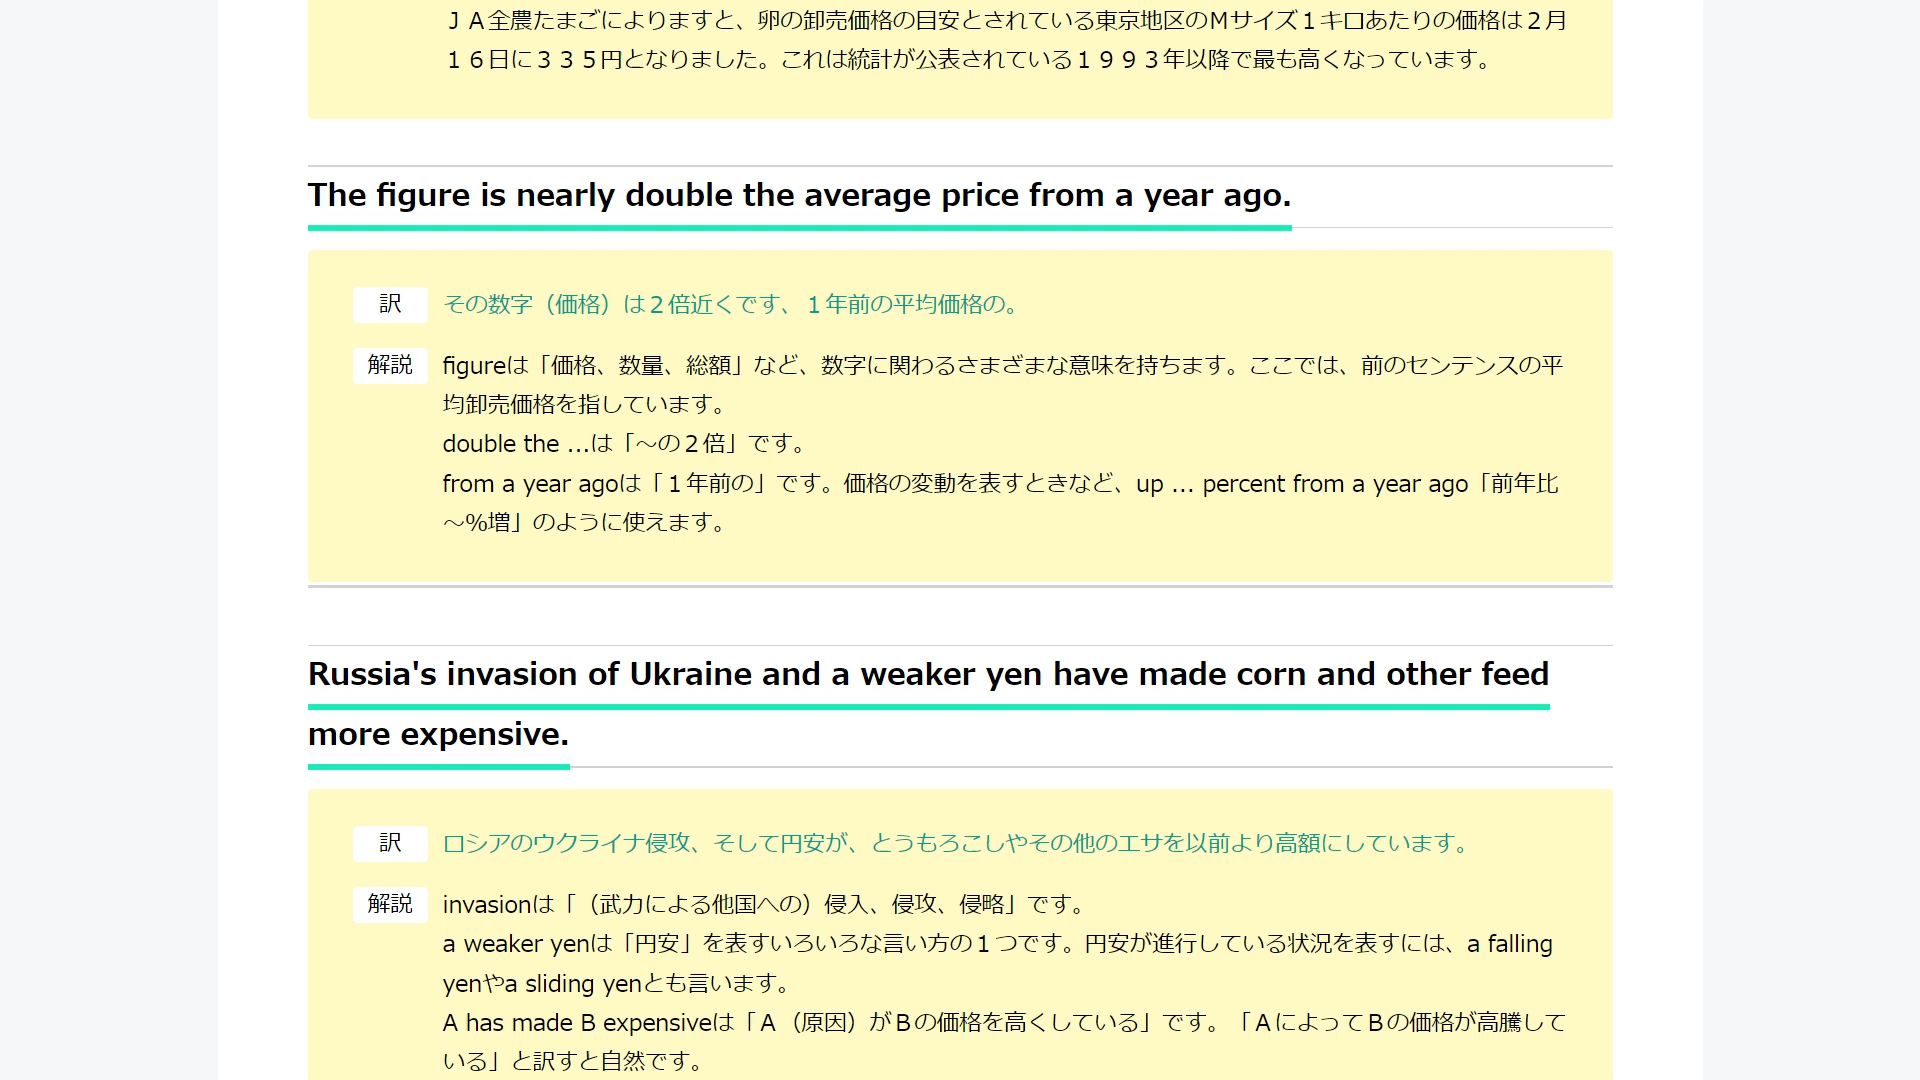 ＪＡ全農たまごによりますと、卵の卸売価格の目安とされている東京地区のＭサイズ１キロあたりの価格は２月
１６日に３３５円となりました。これは統計が公表されている１９９３年以降で最も高くなっています。
The figure is nearly double the average price from a year ago.
訳 その数字（価格）は２倍近くです、１年前の平均価格の。
解説 figureは「価格、数量、総額」など、数字に関わるさまざまな意味を持ちます。ここでは、前のセンテンスの平
均卸売価格を指しています。
double the ...は「～の２倍」です。
from a year agoは「１年前の」です。価格の変動を表すときなど、up ... percent from a year ago「前年比
～%増」のように使えます。
Russia's invasion of Ukraine and a weaker yen have made corn and other feed
more expensive.
訳 ロシアのウクライナ侵攻、そして円安が、とうもろこしやその他のエサを以前より高額にしています。
解説 invasionは「（武力による他国への）侵入、侵攻、侵略」です。
a weaker yenは「円安」を表すいろいろな言い方の１つです。円安が進行している状況を表すには、a falling
yenやa sliding yenとも言います。
A has made B expensiveは「Ａ（原因）がＢの価格を高くしている」です。「ＡによってＢの価格が高騰して
いる」と訳すと自然です。